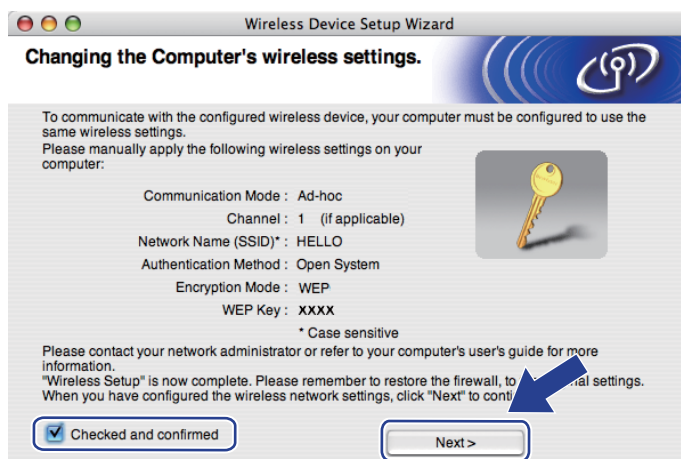 Wireless Device Setup Wizard
Changing the Computer's wireless settings.
To communicate with the configured wireless device, your computer must be configured to use the
same wireless settings.
Please manually apply the following wireless settings on your
computer:
Communication Mode : Ad-hoc
Channel : 1 (if applicable)
Network Name (SSID)* : HELLO
Authentication Method : Open System
Encryption Mode : WEP
WEP Key : XXXX
* Case sensitive
Please contact your network administrator or refer to your computer's user's guide for more
information.
"Wireless Setup" is now complete. Please remember to restore the firewall, to al settings.
When you have configured the wireless network settings, click "Next" to
Checked and confirmed
Next >